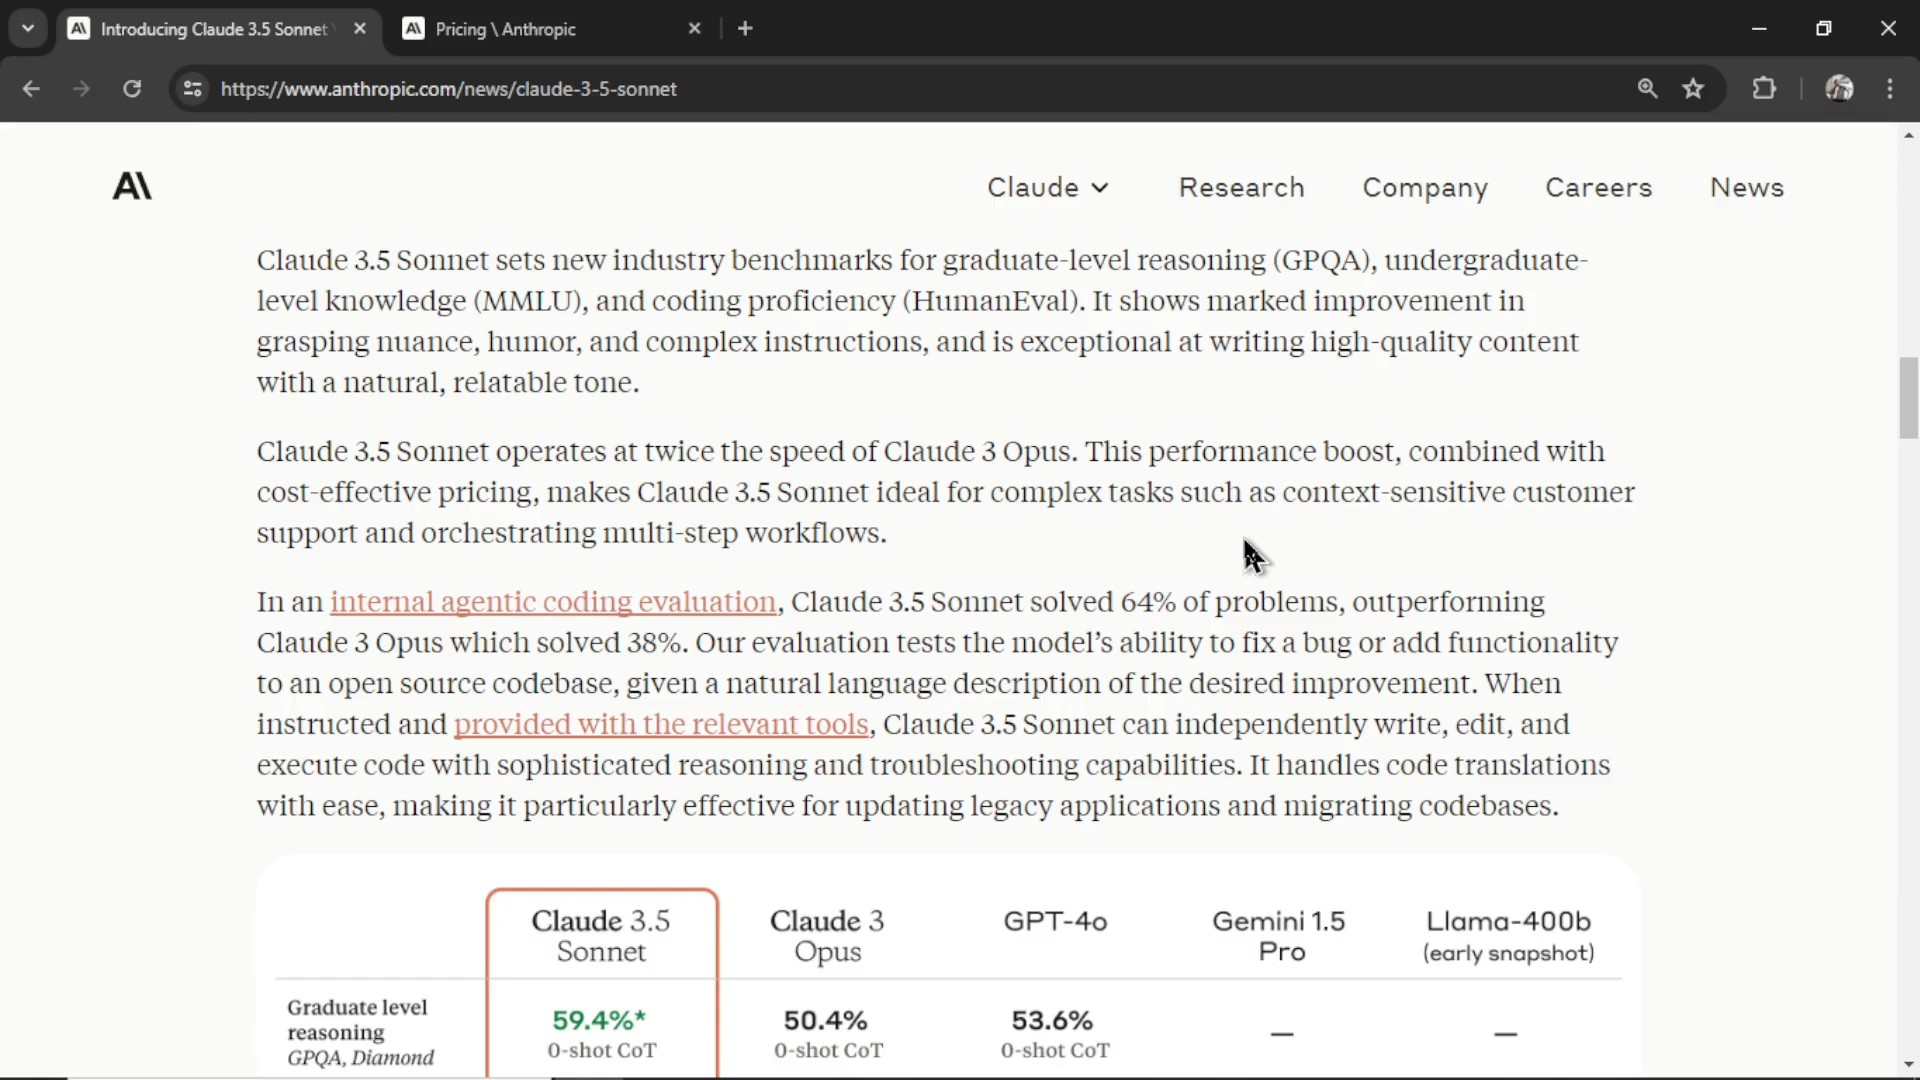 Introducing Claude 3.5 Sonnet
Pricing \ Anthropic
https://www.anthropic.com/news/claude-3-5-sonnet
A\
Claude
Research
Company
Careers
News
Claude 3.5 Sonnet sets new industry benchmarks for graduate-level reasoning (GPQA), undergraduate-
level knowledge (MMLU), and coding proficiency (HumanEval). It shows marked improvement in
grasping nuance, humor, and complex instructions, and is exceptional at writing high-quality content
with a natural, relatable tone.
Claude 3.5 Sonnet operates at twice the speed of Claude 3 Opus. This performance boost, combined with
cost-effective pricing, makes Claude 3.5 Sonnet ideal for complex tasks such as context-sensitive customer
support and orchestrating multi-step workflows.
In an internal agentic coding evaluation, Claude 3.5 Sonnet solved 64% of problems, outperforming
Claude 3 Opus which solved 38%. Our evaluation tests the model’s ability to fix a bug or add functionality
to an open source codebase, given a natural language description of the desired improvement. When
instructed and provided with the relevant tools, Claude 3.5 Sonnet can independently write, edit, and
execute code with sophisticated reasoning and troubleshooting capabilities. It handles code translations
with ease, making it particularly effective for updating legacy applications and migrating codebases.
Claude 3.5
Sonnet
Claude 3
Opus
GPT-4o
Gemini 1.5
Pro
Llama-400b
(early snapshot)
Graduate level
reasoning
GPQA, Diamond
59.4%*
0-shot CoT
50.4%
0-shot CoT
53.6%
0-shot CoT
—
—